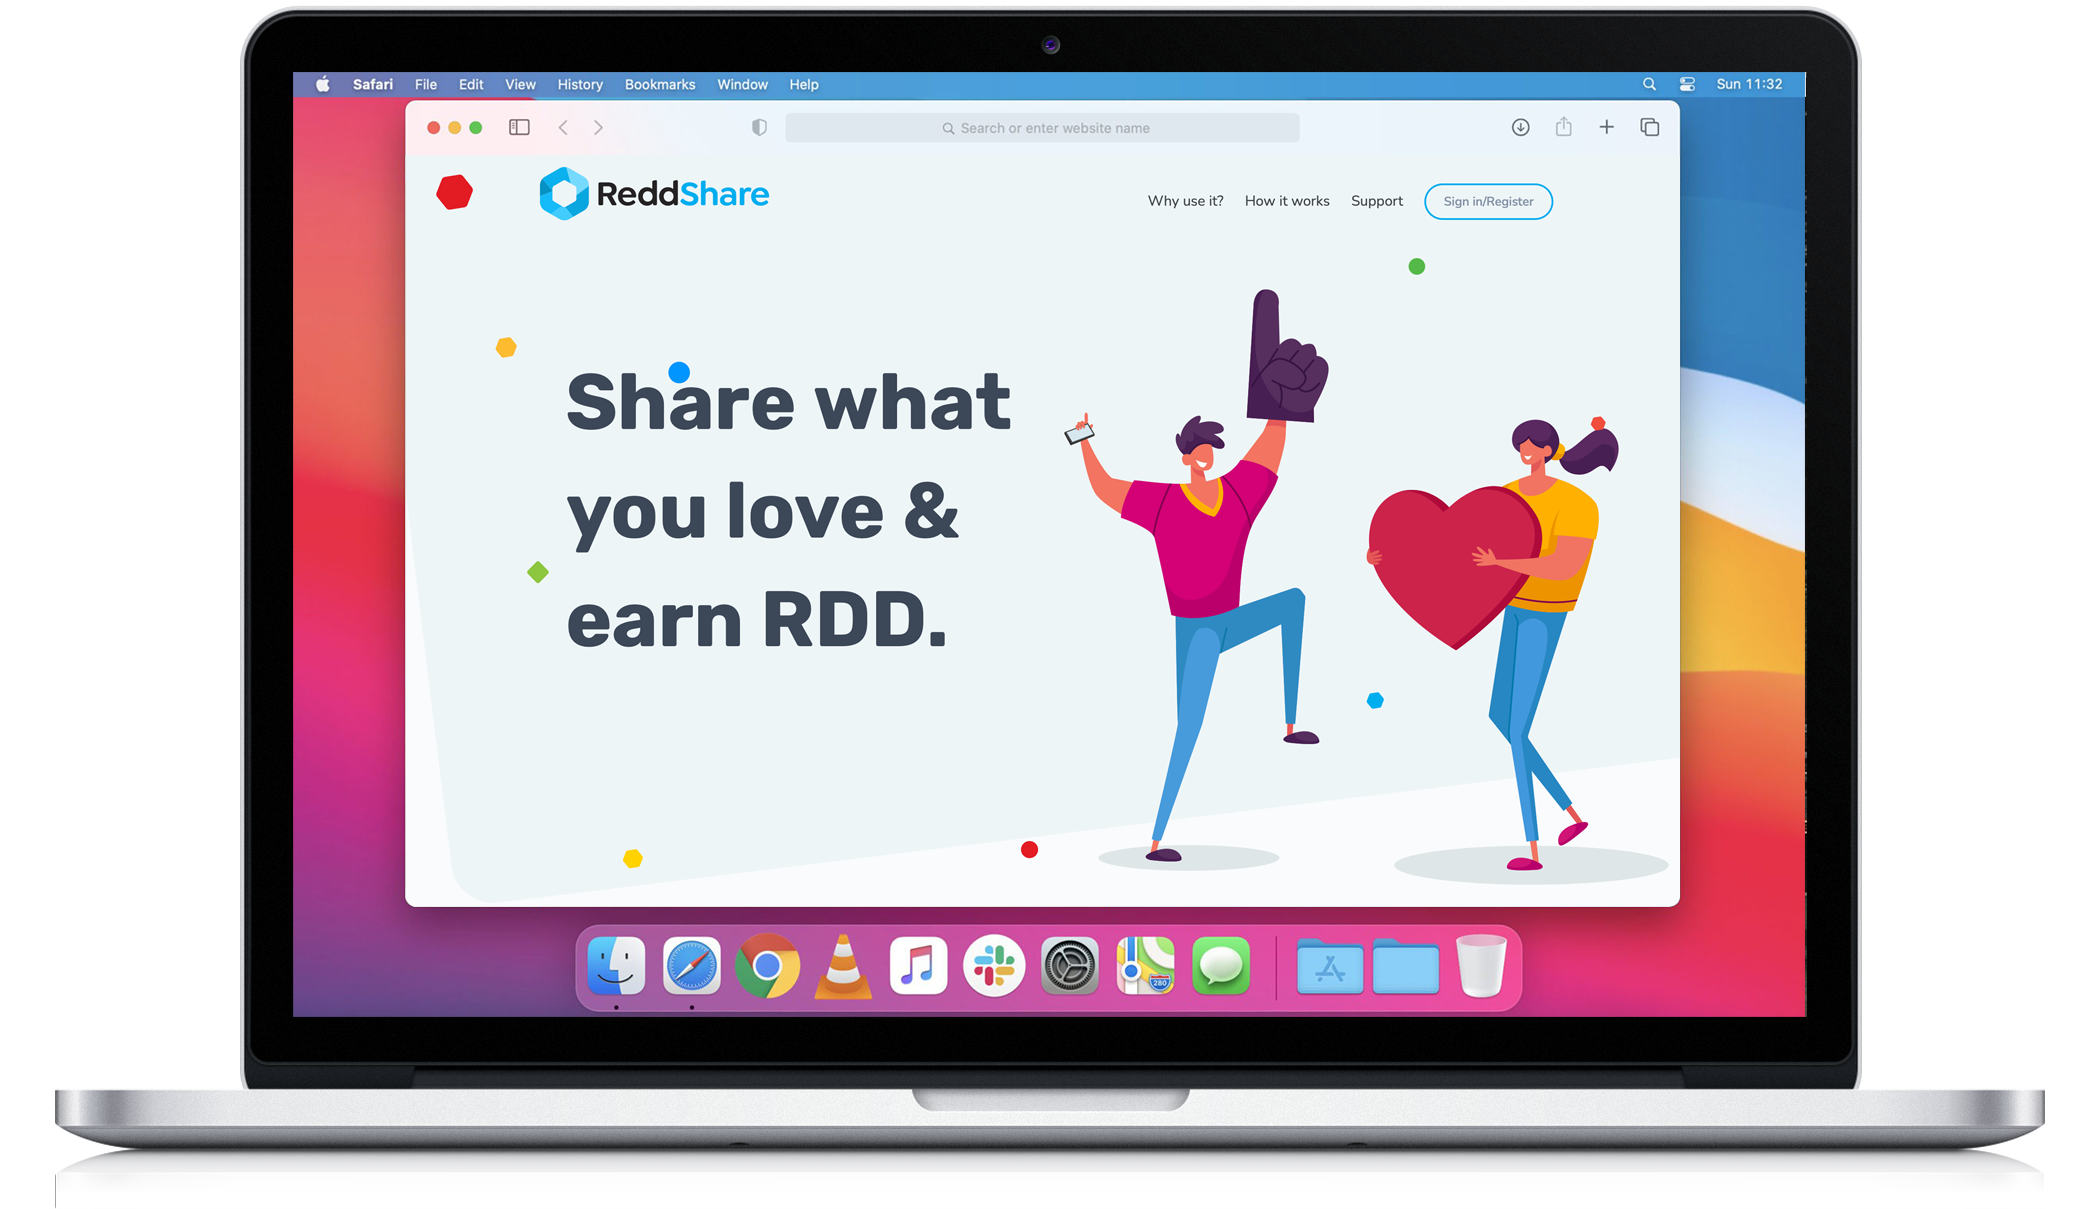 Safari File Edit View History Bookmarks Window Help Sun 11:32
Search or enter website name
ReddShare Why use it? How it works Support Sign in/Register
Share what
you love &
earn RDD.
280